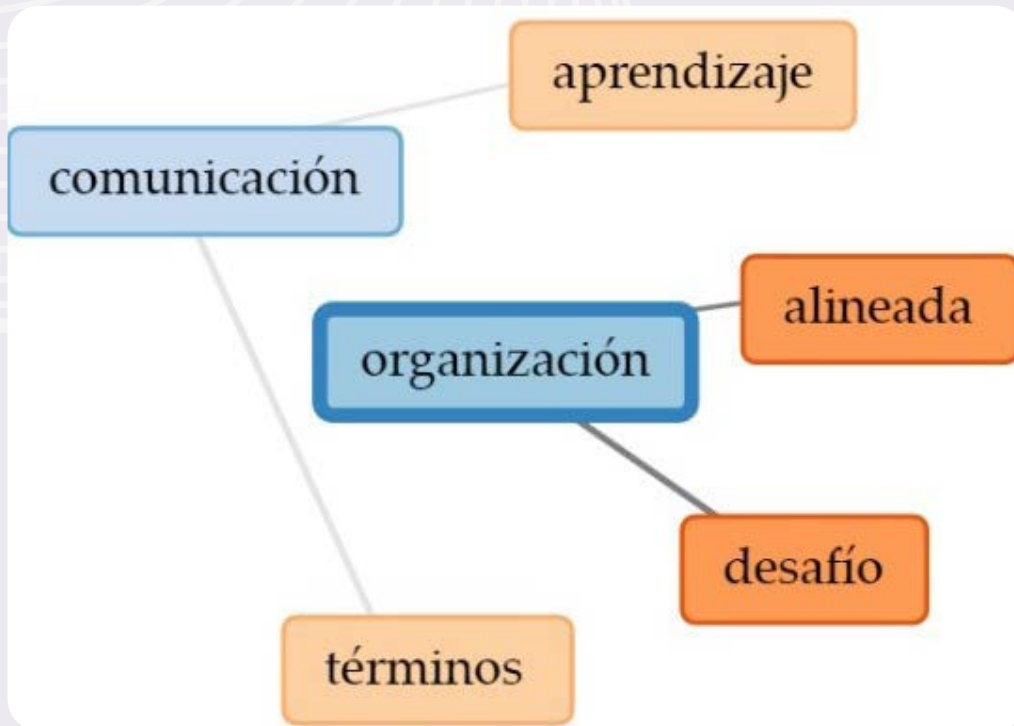 aprendizaje
comunicación
alineada
organización
desafío
términos